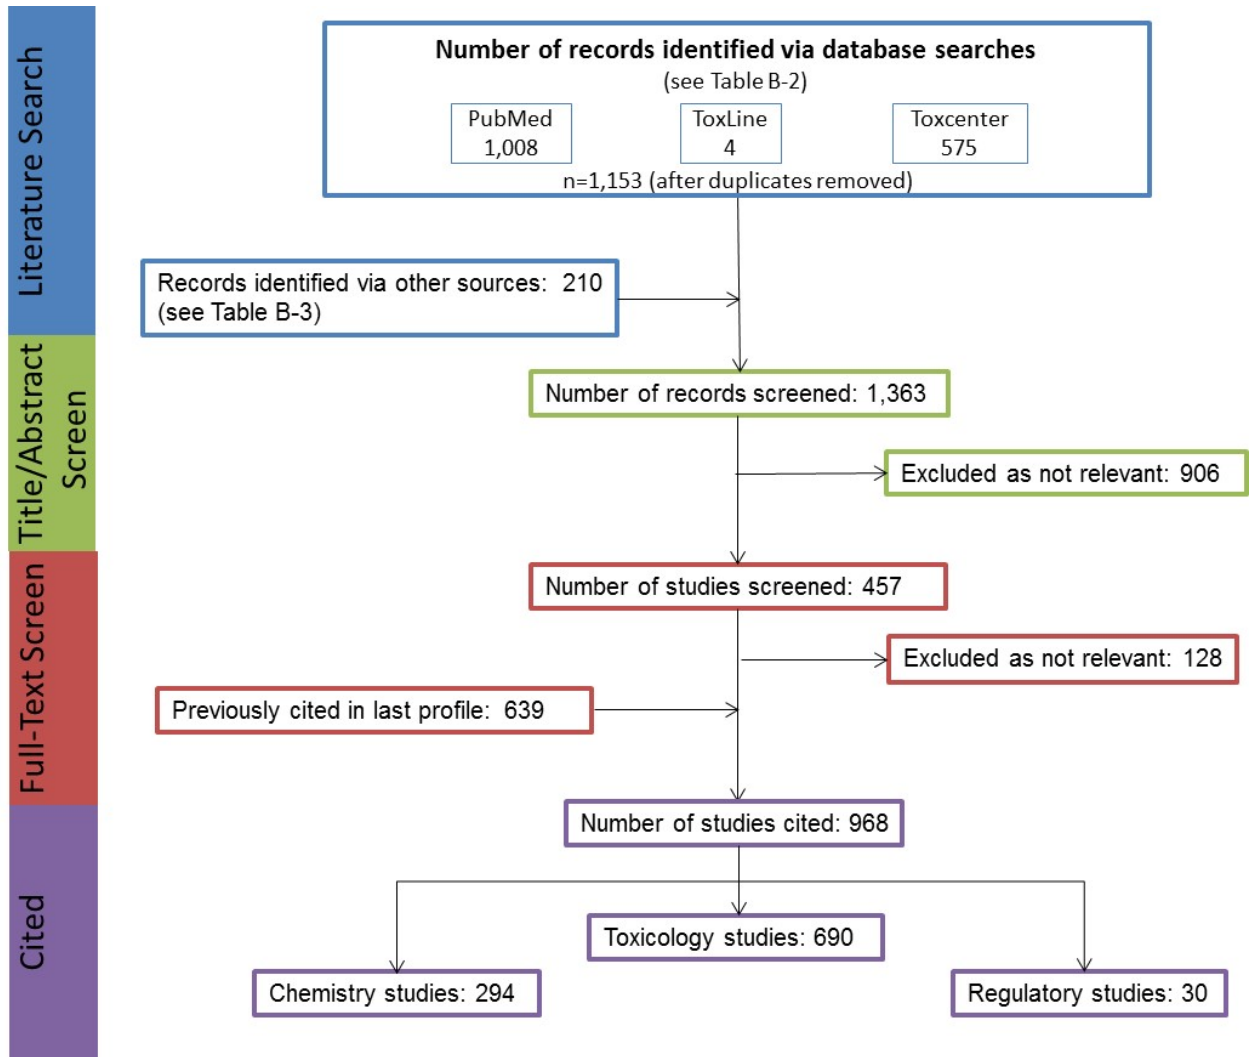 Literature Search
Number of records identified via database searches
(see Table B-2)
PubMed
1,008
ToxLine
4
Toxcenter
575
n=1,153 (after duplicates removed)
Records identified via other sources: 210
(see Table B-3)
Title/Abstract
Screen
Number of records screened: 1,363
Excluded as not relevant: 906
Full-Text Screen
Number of studies screened: 457
Excluded as not relevant: 128
Previously cited in last profile: 639
Cited
Number of studies cited: 968
Toxicology studies: 690
Chemistry studies: 294
Regulatory studies: 30